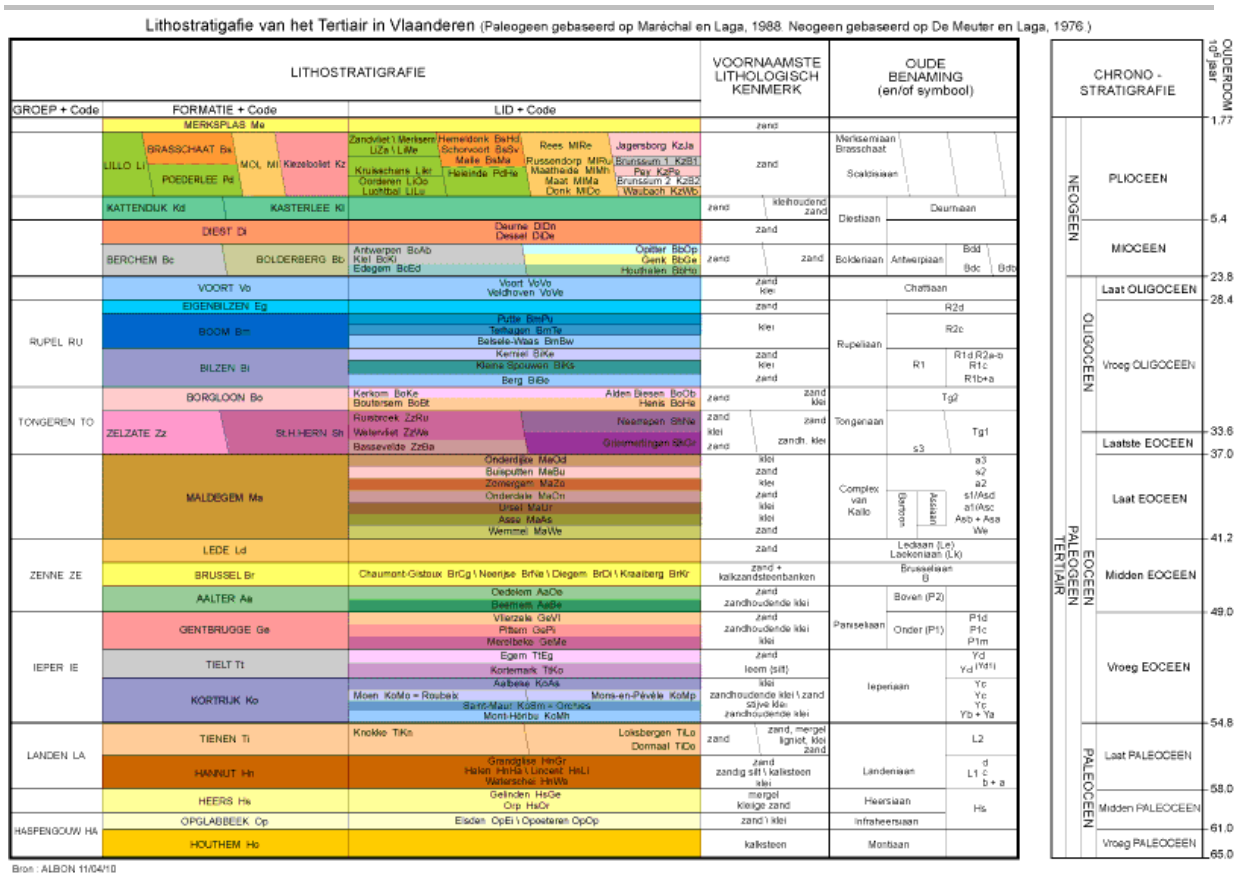 Lithostratigafie van het Tertiair in Vlaanderen (Paleogeen gebaseerd op Maréchal en Laga, 1988. Neogeen gebaseerd op De Meuter en Laga, 1976.)
LITHOSTRATIGRAFIE
VOORNAAMSTE LITHOLOGISCH KENMERK
OUDE BENAMING (en/of symbool)
CHRONO - STRATIGRAFIE
OUDERDOM 10⁶ jaar
GROEP + Code FORMATIE + Code LID + Code
MERKSPLAS Me zand 1.77
LILLO Li BRASSCHAAT Bs POEDERLEE Pd MOL Ml Kiezeloöliet Kz
Zandvliet \ Merksem LiZa \ LiMe
Kruisschans Likr
Oorderen LiOo
Luchtbal LiLu
Hemeldonk BsHd
Schorvoort BsSv
Malle BsMa
Heieinde PdHe
Rees MlRe
Russendorp MlRu
Maatheide MlMh
Maat MlMa
Donk MlDo
Jagersborg KzJa
Brunssum 1 KzB1
Pey KzPe
Brunssum 2 KzB2
Waubach KzWb
zand
Merksemiaan
Brasschaat
Scaldisiaan
NEOGEEN
PLIOCEEN
KATTENDIJK Kd KASTERLEE Kl zand kleihoudend zand Diestiaan Deurniaan
5.4
DIEST Di Deurne DiDn zand
Dessel DiDe
MIOCEEN
BERCHEM Bc BOLDERBERG Bb
Antwerpen BcAb Opitter BbOp
Kiel BcKi Genk BbGe
Edegem BcEd Houthalen BbHo
zand zand Bolderiaan Antwerpiaan Bdd Bdc Bdb
23.8
VOORT Vo Voort VoVo zand Chattiaan Laat OLIGOCEEN
Veldhoven VoVe klei
28.4
EIGENBILZEN Eg zand R2d
RUPEL RU
BOOM Bm Putte BmPu
Terhagen BmTe klei R2c
Belsele-Waas BmBw
Rupeliaan
OLIGOCEEN
Vroeg OLIGOCEEN
BILZEN Bi Kerniel BiKe zand R1 R1d R2a-b
Kleine Spouwen BiKs klei R1c
Berg BiBe zand R1b+a
TONGEREN TO
BORGLOON Bo Kerkom BoKe Alden Biesen BoOb zand zand Tg2
Boutersem BoBt Henis BoHe klei
ZELZATE Zz St.H.HERN Sh
Ruisbroek ZzRu Neerrepen ShNe zand zand Tongeriaan Tg1
Watervliet ZzWa klei
Bassevelde ZzBa Grimmertingen ShGr zand zandh. klei s3
33.6
Laatste EOCEEN
37.0
MALDEGEM Ma
Onderdijke MaOd klei a3
Buisputten MaBu zand s2
Zomergem MaZo klei a2
Onderdale MaOn zand s1/Asd
Ursel MaUr klei a1/Asc
Asse MaAs klei Asb + Asa
Wemmel MaWe zand We
Complex van Kallo
Bartoon
Assiaan
Laat EOCEEN
41.2
ZENNE ZE
LEDE Ld zand Lediaan (Le)
Laekeniaan (Lk)
BRUSSEL Br Chaumont-Gistoux BrCg \ Neerijse BrNe \ Diegem BrDi \ Kraaiberg BrKr zand + kalkzandsteenbanken Brusseliaan B
TERTIAIR
PALEOGEEN
EOCEEN
Midden EOCEEN
AALTER Aa Oedelem AaOe zand Boven (P2)
Beernem AaBe zandhoudende klei
49.0
IEPER IE
GENTBRUGGE Ge Vlierzele GeVl zand Paniseliaan Onder (P1) P1d
Pittem GePi zandhoudende klei P1c
Merelbeke GeMe klei P1m
TIELT Tt Egem TtEg zand Yd
Kortemark TtKo leem (silt) Yd (Yd1)
Vroeg EOCEEN
Ieperiaan
KORTRIJK Ko Aalbeke KoAa klei Yc
Moen KoMo = Roubaix Mons-en-Pévèle KoMp zandhoudende klei \ zand Yc
Saint-Maur KoSm = Orchies stijve klei Yc
Mont-Héribu KoMh zandhoudende klei Yb + Ya
54.8
LANDEN LA
TIENEN Ti Knokke TiKn Loksbergen TiLo zand zand, mergel ligniet, klei L2
Dormaal TiDo zand
HANNUT Hn Grandglise HnGr zand Landeniaan L1 d
Halen HnHa \ Lincent HnLi zandig silt \ kalksteen c
Waterschei HnWa klei b + a
PALEOCEEN
Laat PALEOCEEN
58.0
HEERS Hs Gelinden HsGe mergel Heersiaan Hs
Orp HsOr kleiige zand
Midden PALEOCEEN
HASPENGOUW HA
OPGLABBEEK Op Eisden OpEi \ Opoeteren OpOp zand \ klei Infraheersiaan
61.0
HOUTHEM Ho kalksteen Montiaan Vroeg PALEOCEEN
65.0
Bron : ALBON 11/04/10